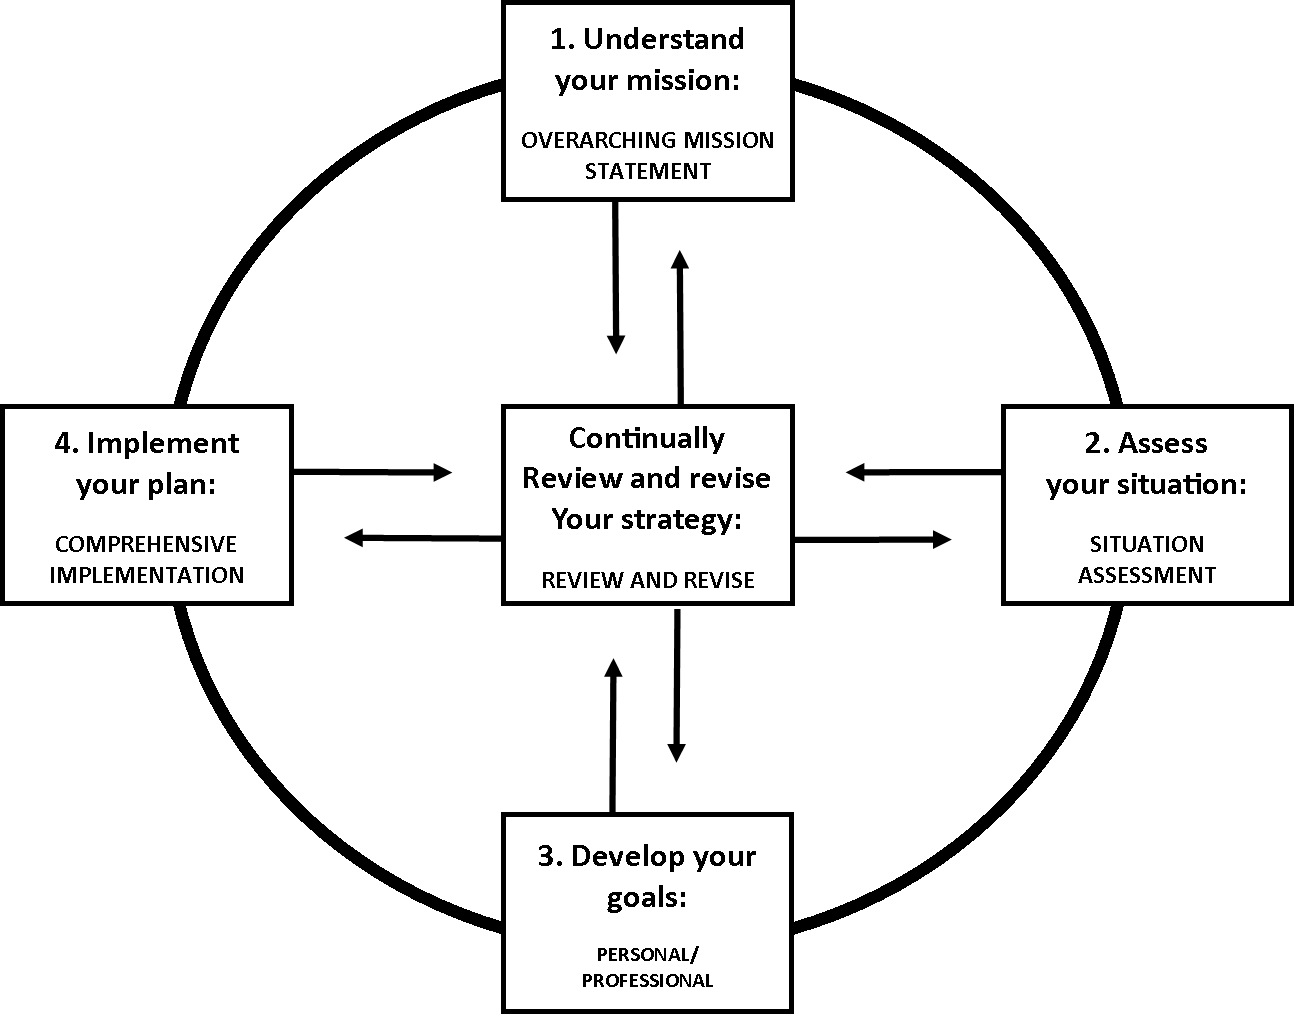 1. Understand
your mission:
OVERARCHING MISSION
STATEMENT
4. Implement
your plan:
COMPREHENSIVE
IMPLEMENTATION
Continually
Review and revise
Your strategy:
REVIEW AND REVISE
2. Assess
your situation:
SITUATION
ASSESSMENT
3. Develop your
goals:
PERSONAL/
PROFESSIONAL